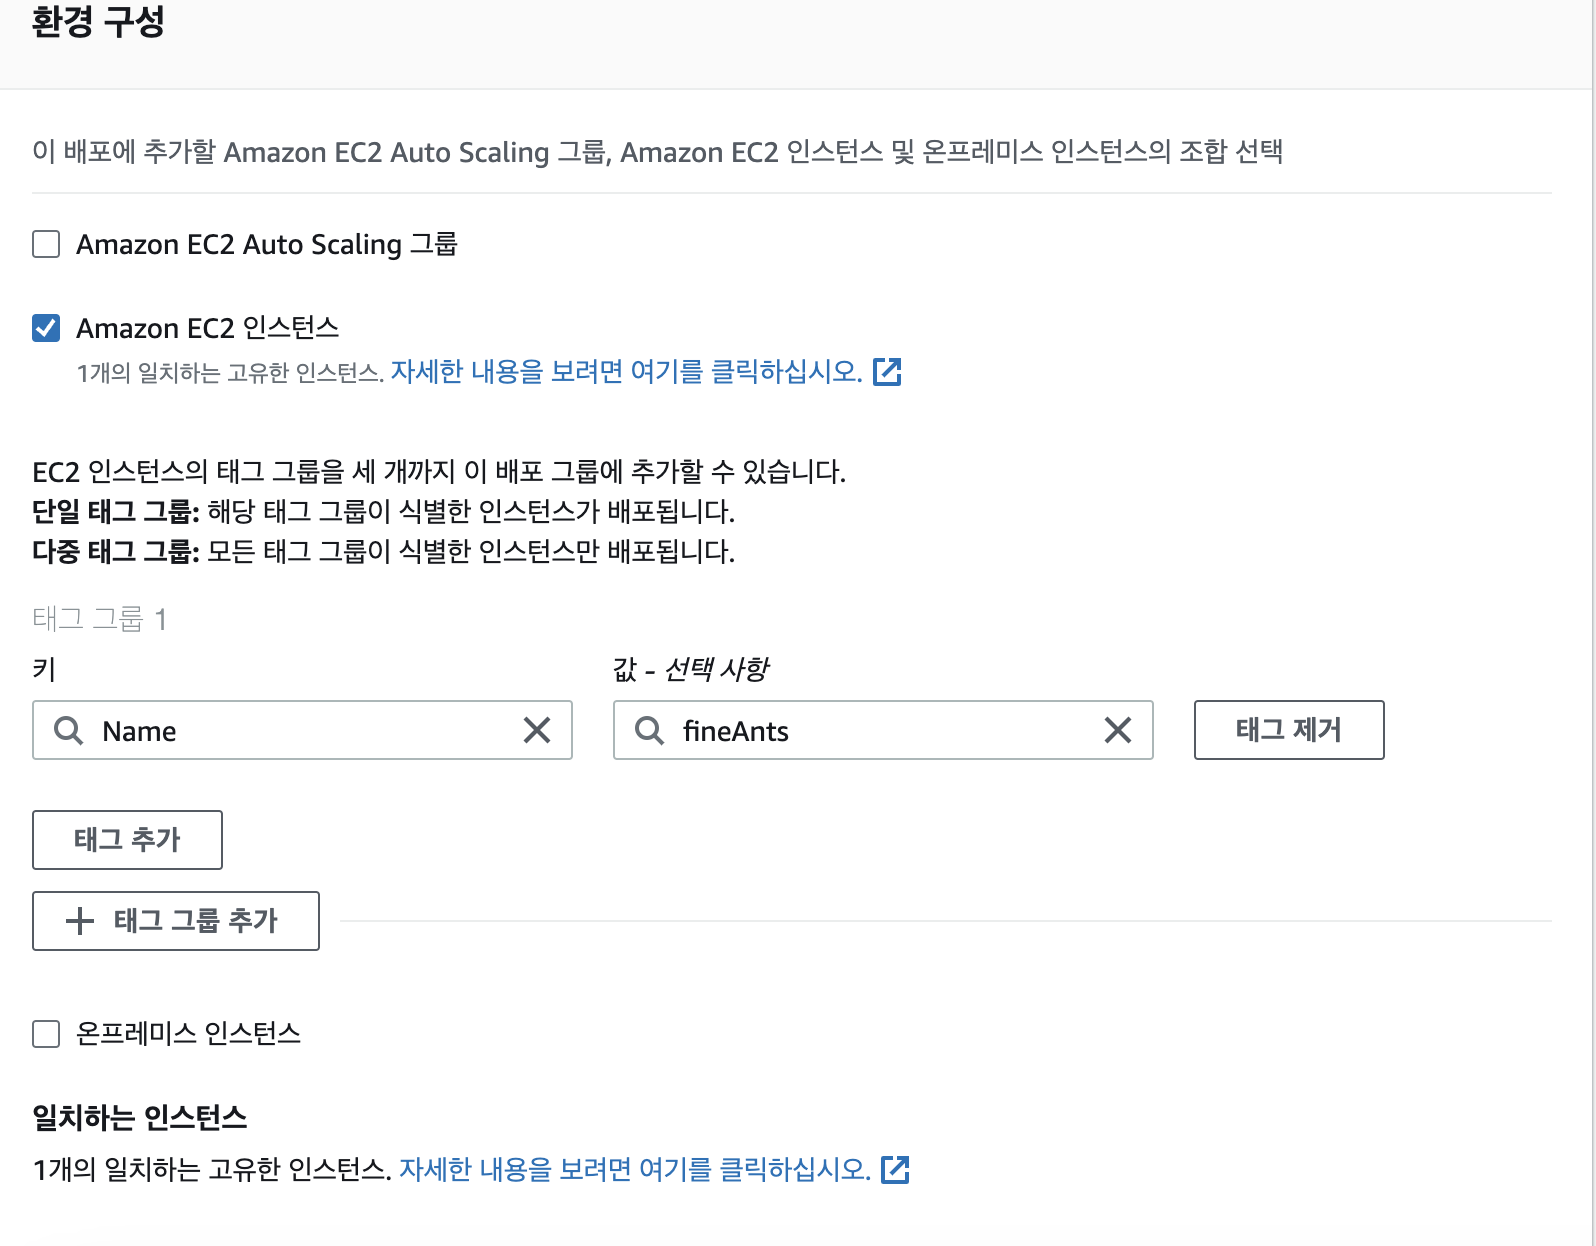 환경 구성
이 배포에 추가할 Amazon EC2 Auto Scaling 그룹, Amazon EC2 인스턴스 및 온프레미스 인스턴스의 조합 선택
Amazon EC2 Auto Scaling 그룹
Amazon EC2 인스턴스
1개의 일치하는 고유한 인스턴스. 자세한 내용을 보려면 여기를 클릭하십시오.
EC2 인스턴스의 태그 그룹을 세 개까지 이 배포 그룹에 추가할 수 있습니다.
단일 태그 그룹: 해당 태그 그룹이 식별한 인스턴스가 배포됩니다.
다중 태그 그룹: 모든 태그 그룹이 식별한 인스턴스만 배포됩니다.
태그 그룹 1
키 값 - 선택 사항
Name fineAnts 태그 제거
태그 추가
태그 그룹 추가
온프레미스 인스턴스
일치하는 인스턴스
1개의 일치하는 고유한 인스턴스. 자세한 내용을 보려면 여기를 클릭하십시오.